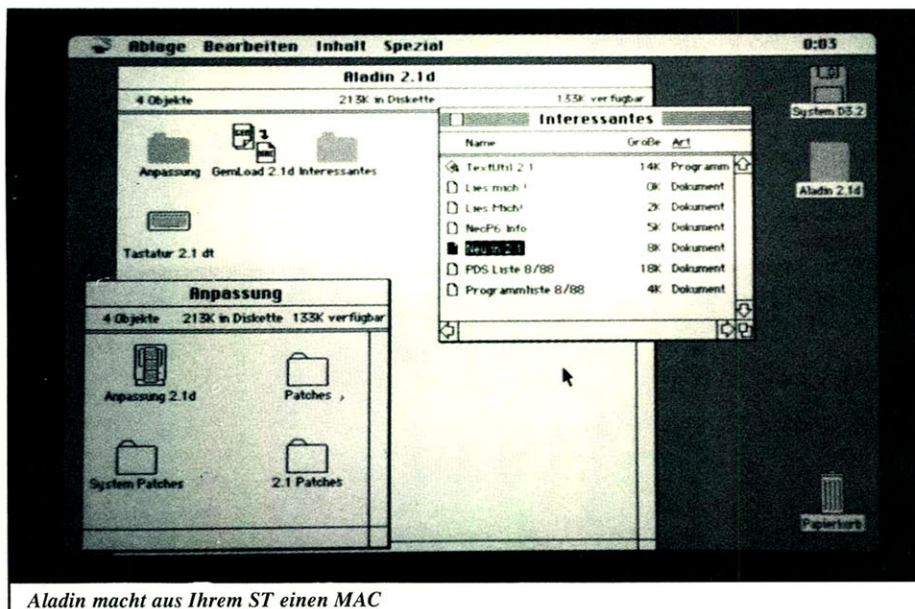 Ablage Bearbeiten Inhalt Spezial 0:03
Aladin 2.1d
4 Objekte 213K in Diskette 133K verfügbar
Anpassung GemLoad 2.1d Interessantes
Tastatur 2.1 dt
Interessantes
Name Größe Art
TextUtil 2.1 14K Programm
Lies mich ! 0K Dokument
Lies Mich! 2K Dokument
NecP6 Info 5K Dokument
Neu in 2.1 8K Dokument
PDS Liste 8/88 18K Dokument
Programmliste 8/88 4K Dokument
Anpassung
4 Objekte 213K in Diskette 133K verfügbar
Anpassung 2.1d Patches
System Patches 2.1 Patches
System D3.2
Aladin 2.1d
Papierkorb
Aladin macht aus Ihrem ST einen MAC